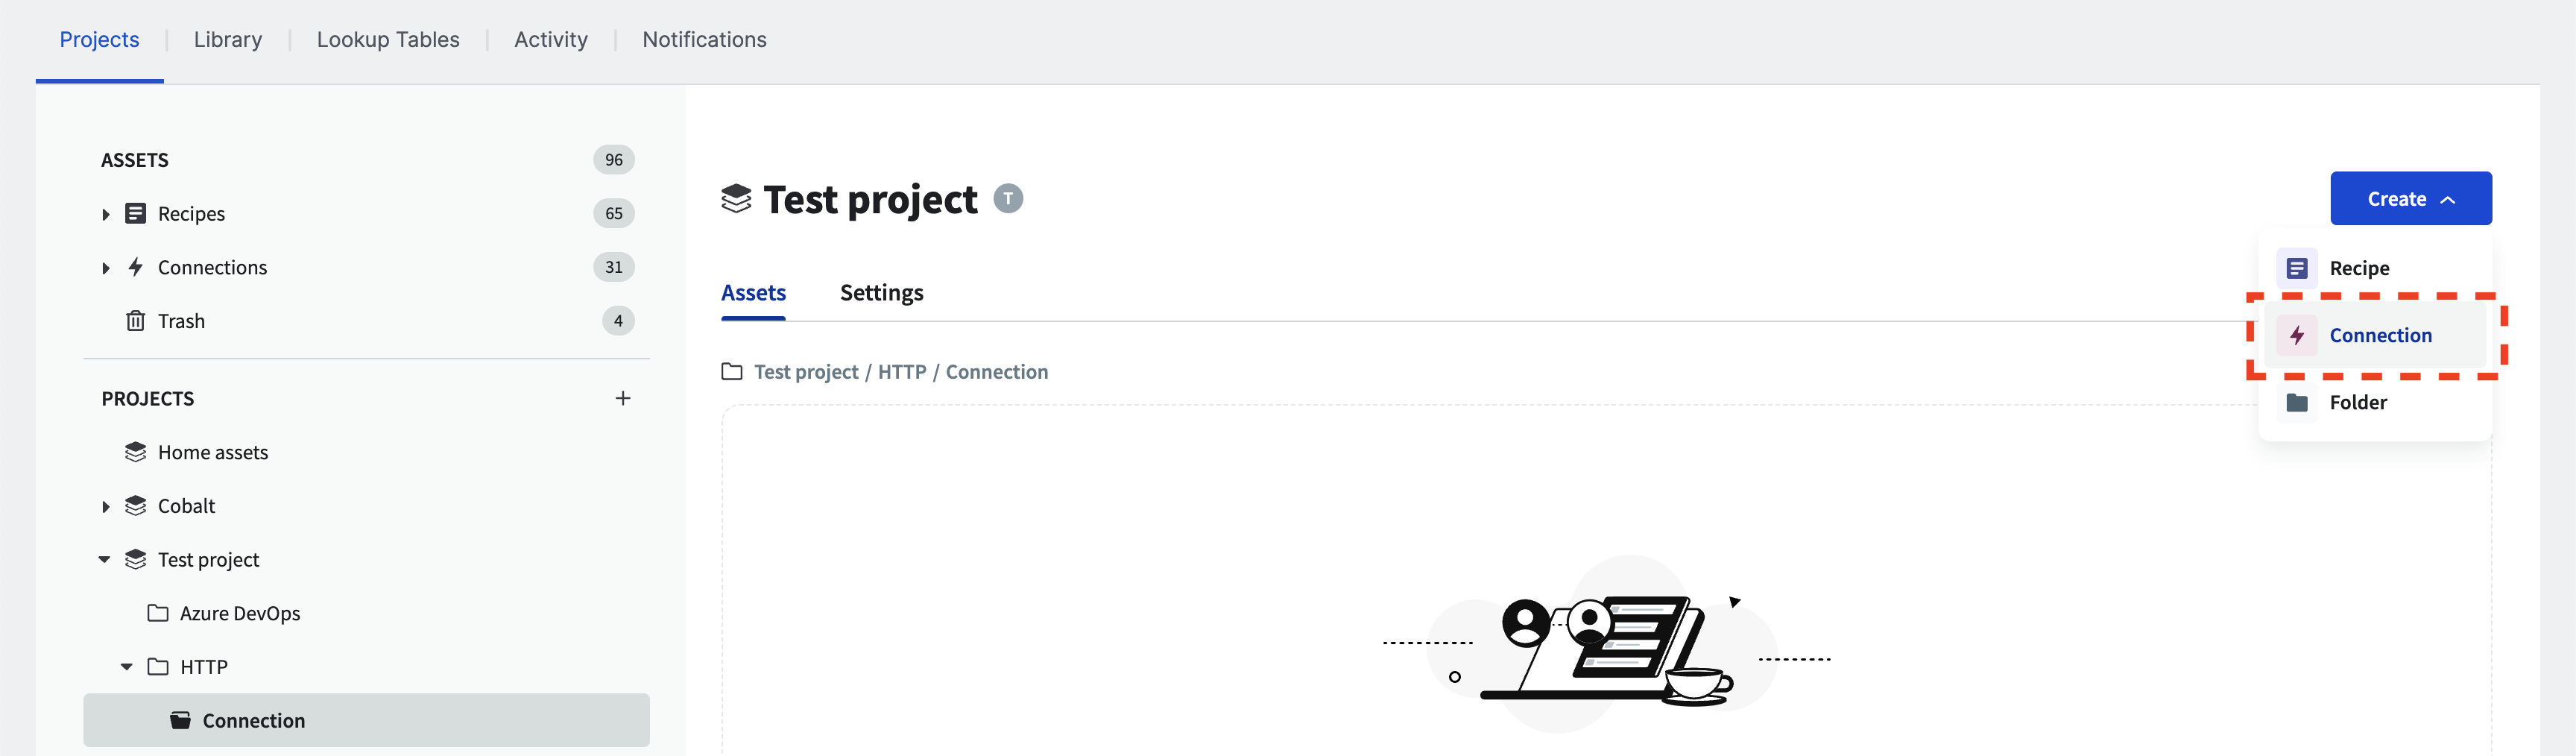 Projects | Library | Lookup Tables | Activity | Notifications
ASSETS 96
Recipes 65
Connections 31
Trash 4
PROJECTS +
Home assets
Cobalt
Test project
Azure DevOps
HTTP
Connection
Test project T
Create
Recipe
Connection
Folder
Assets Settings
Test project / HTTP / Connection